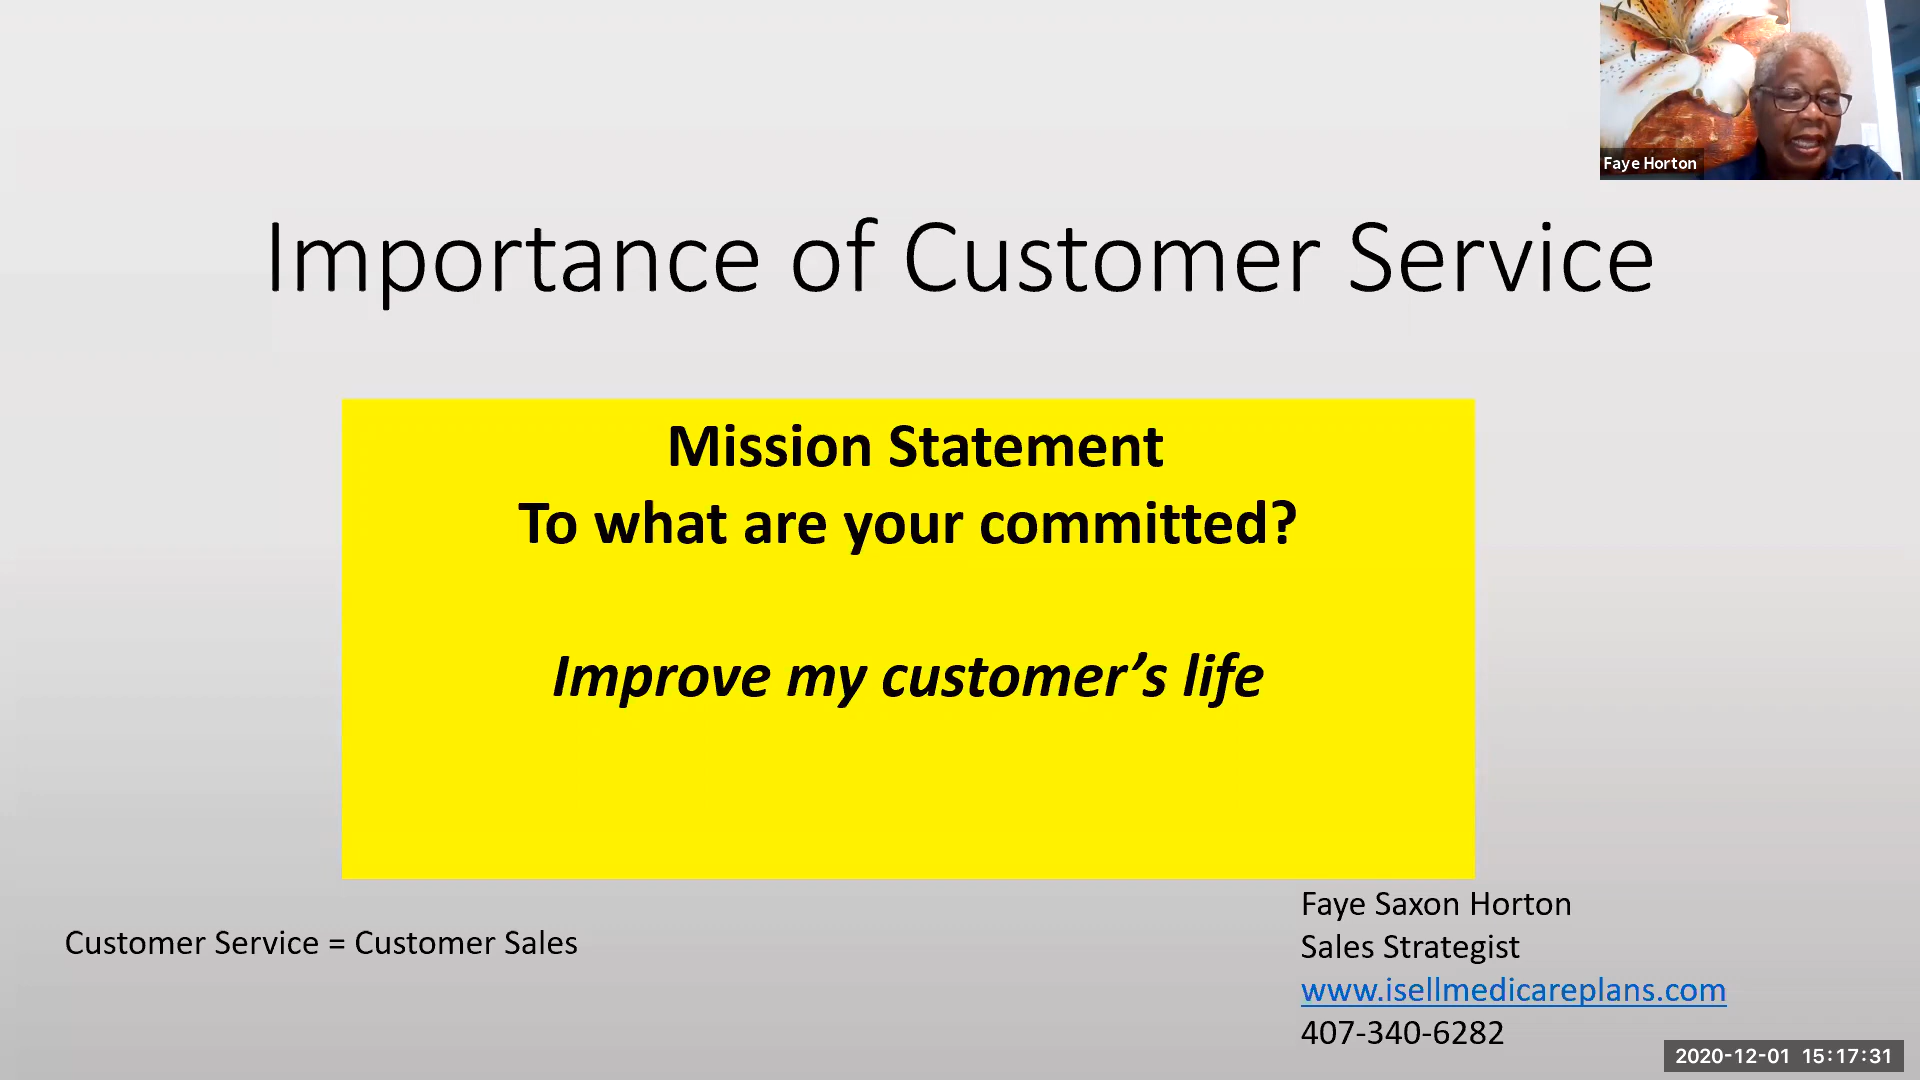 Faye Horton
Importance of Customer Service
Mission Statement
To what are your committed?
Improve my customer’s life
Customer Service = Customer Sales
Faye Saxon Horton
Sales Strategist
www.isellmedicareplans.com
407-340-6282
2020-12-01 15:17:31